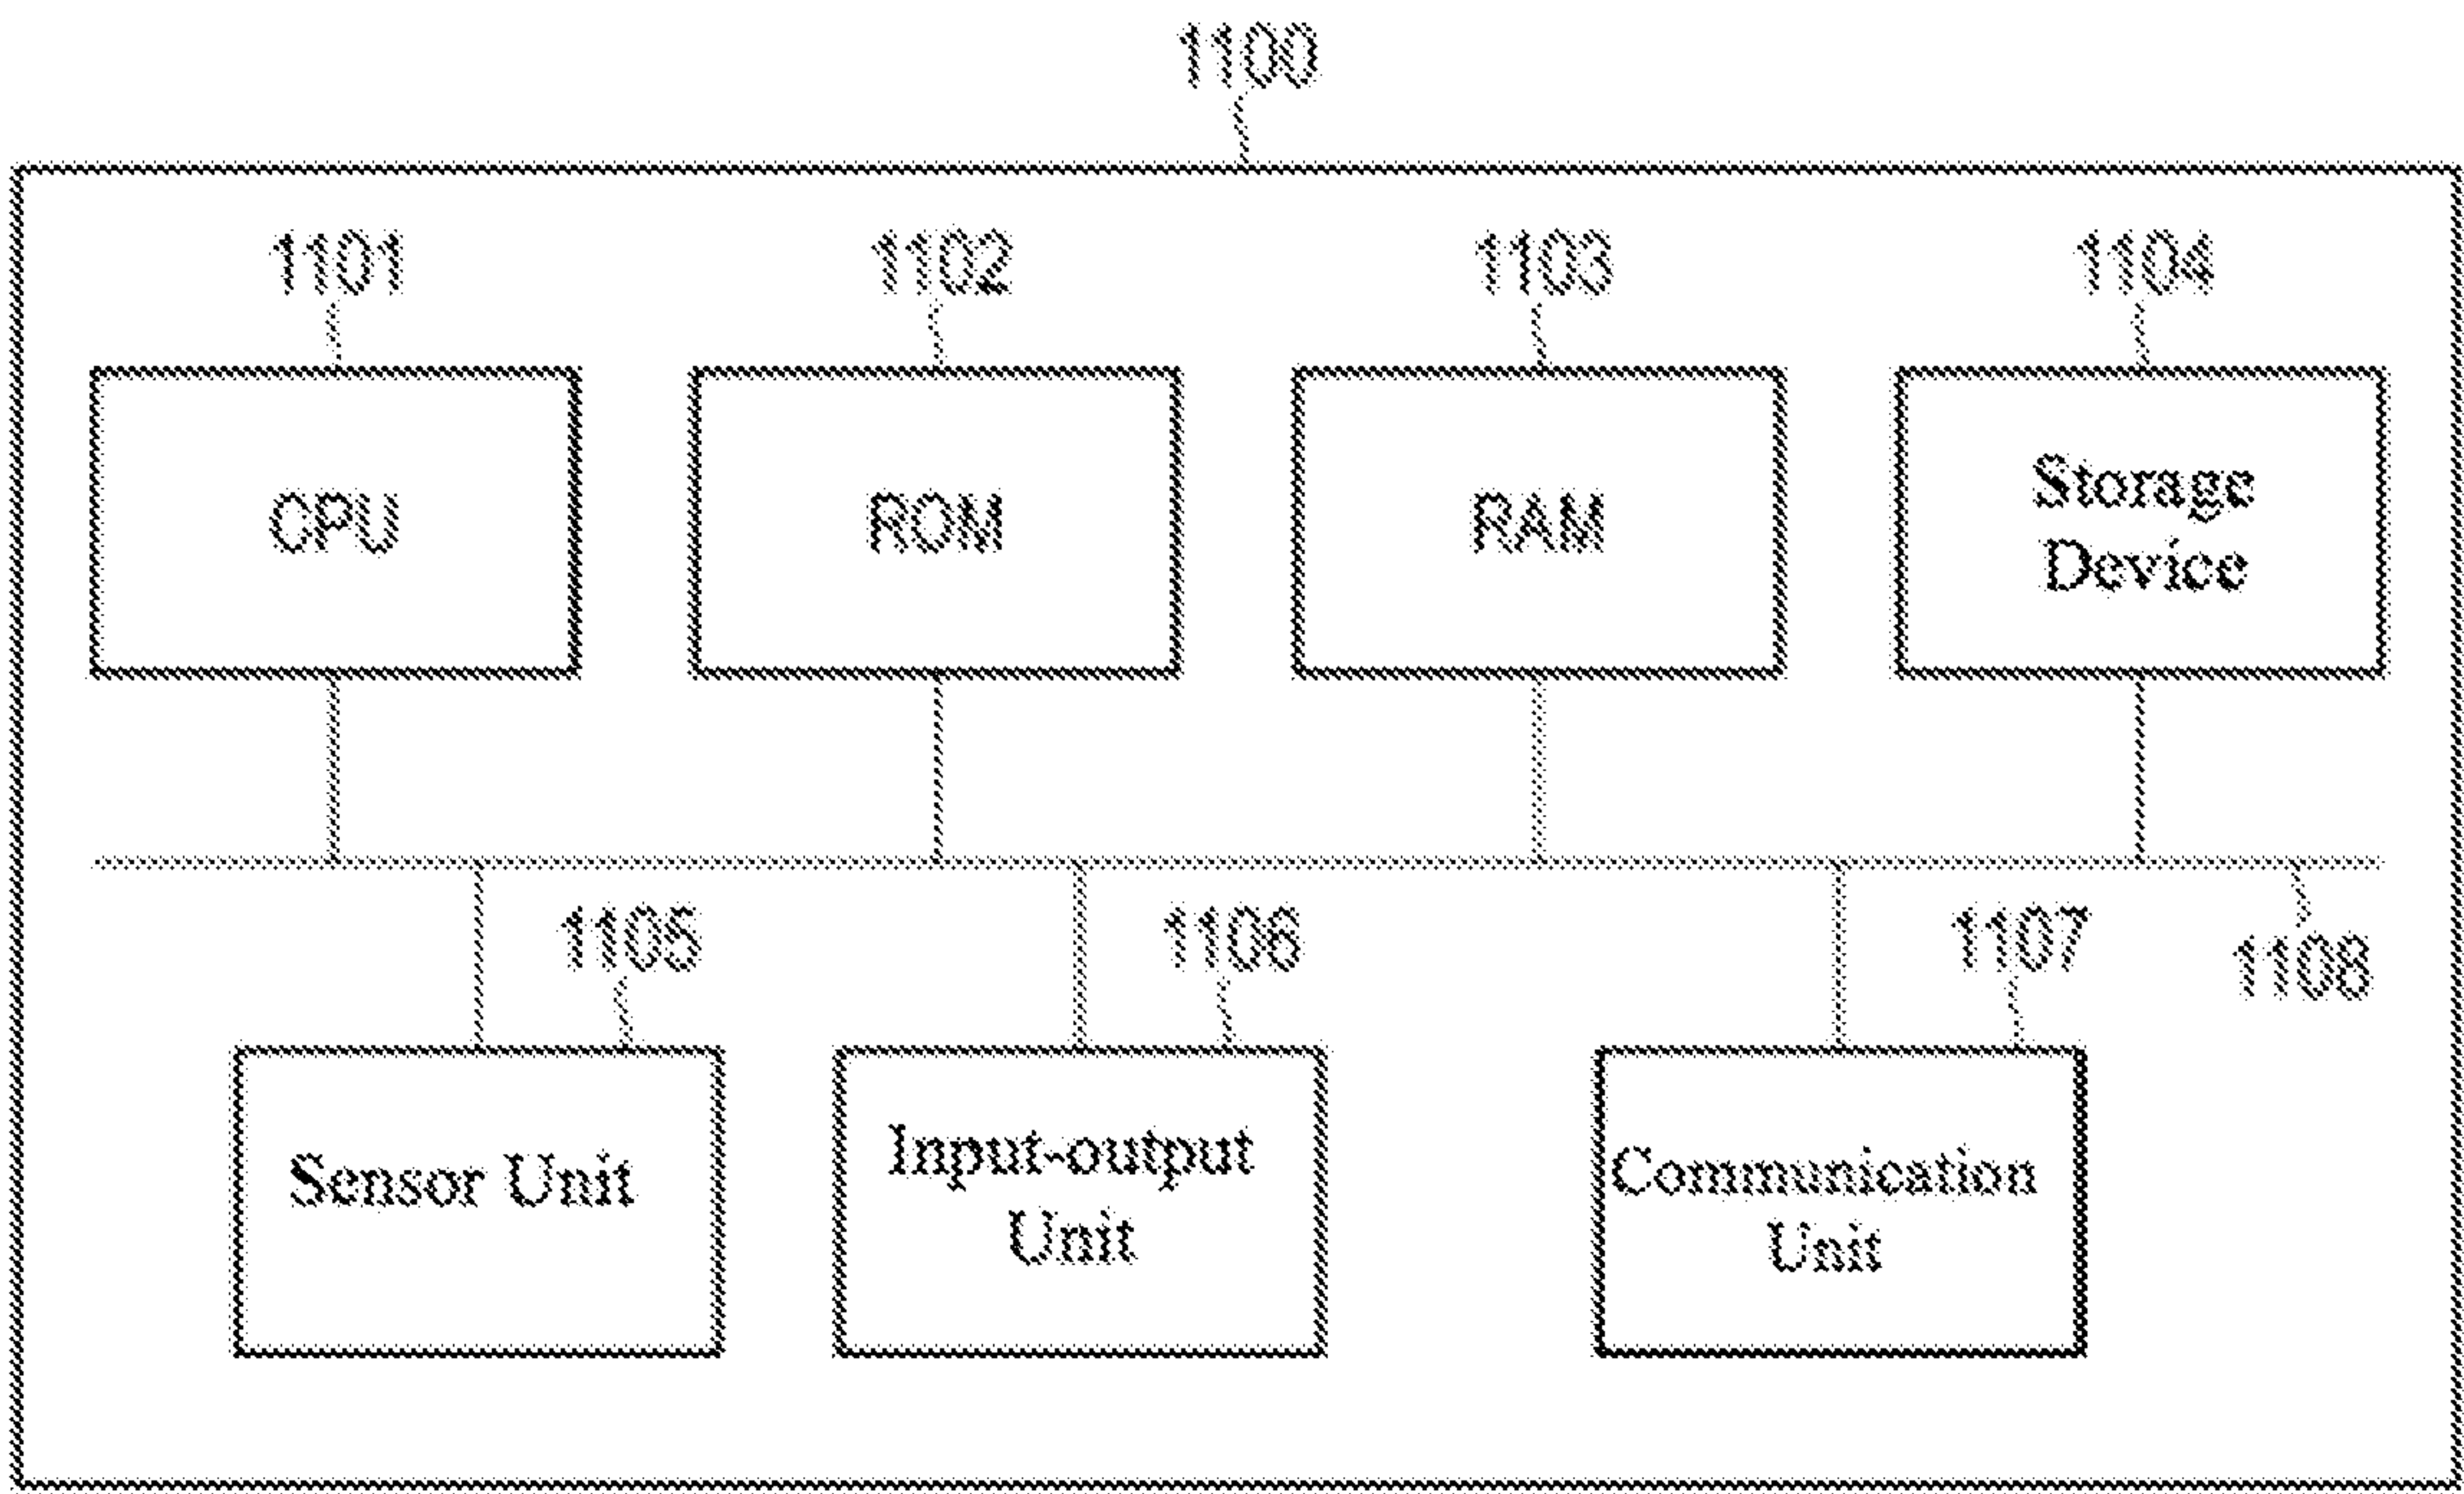 1100
1101
1102
1103
1104
CPU
ROM
RAM
Storage
Device
1105
1106
1107
1108
Sensor Unit
Input-output
Unit
Communication
Unit